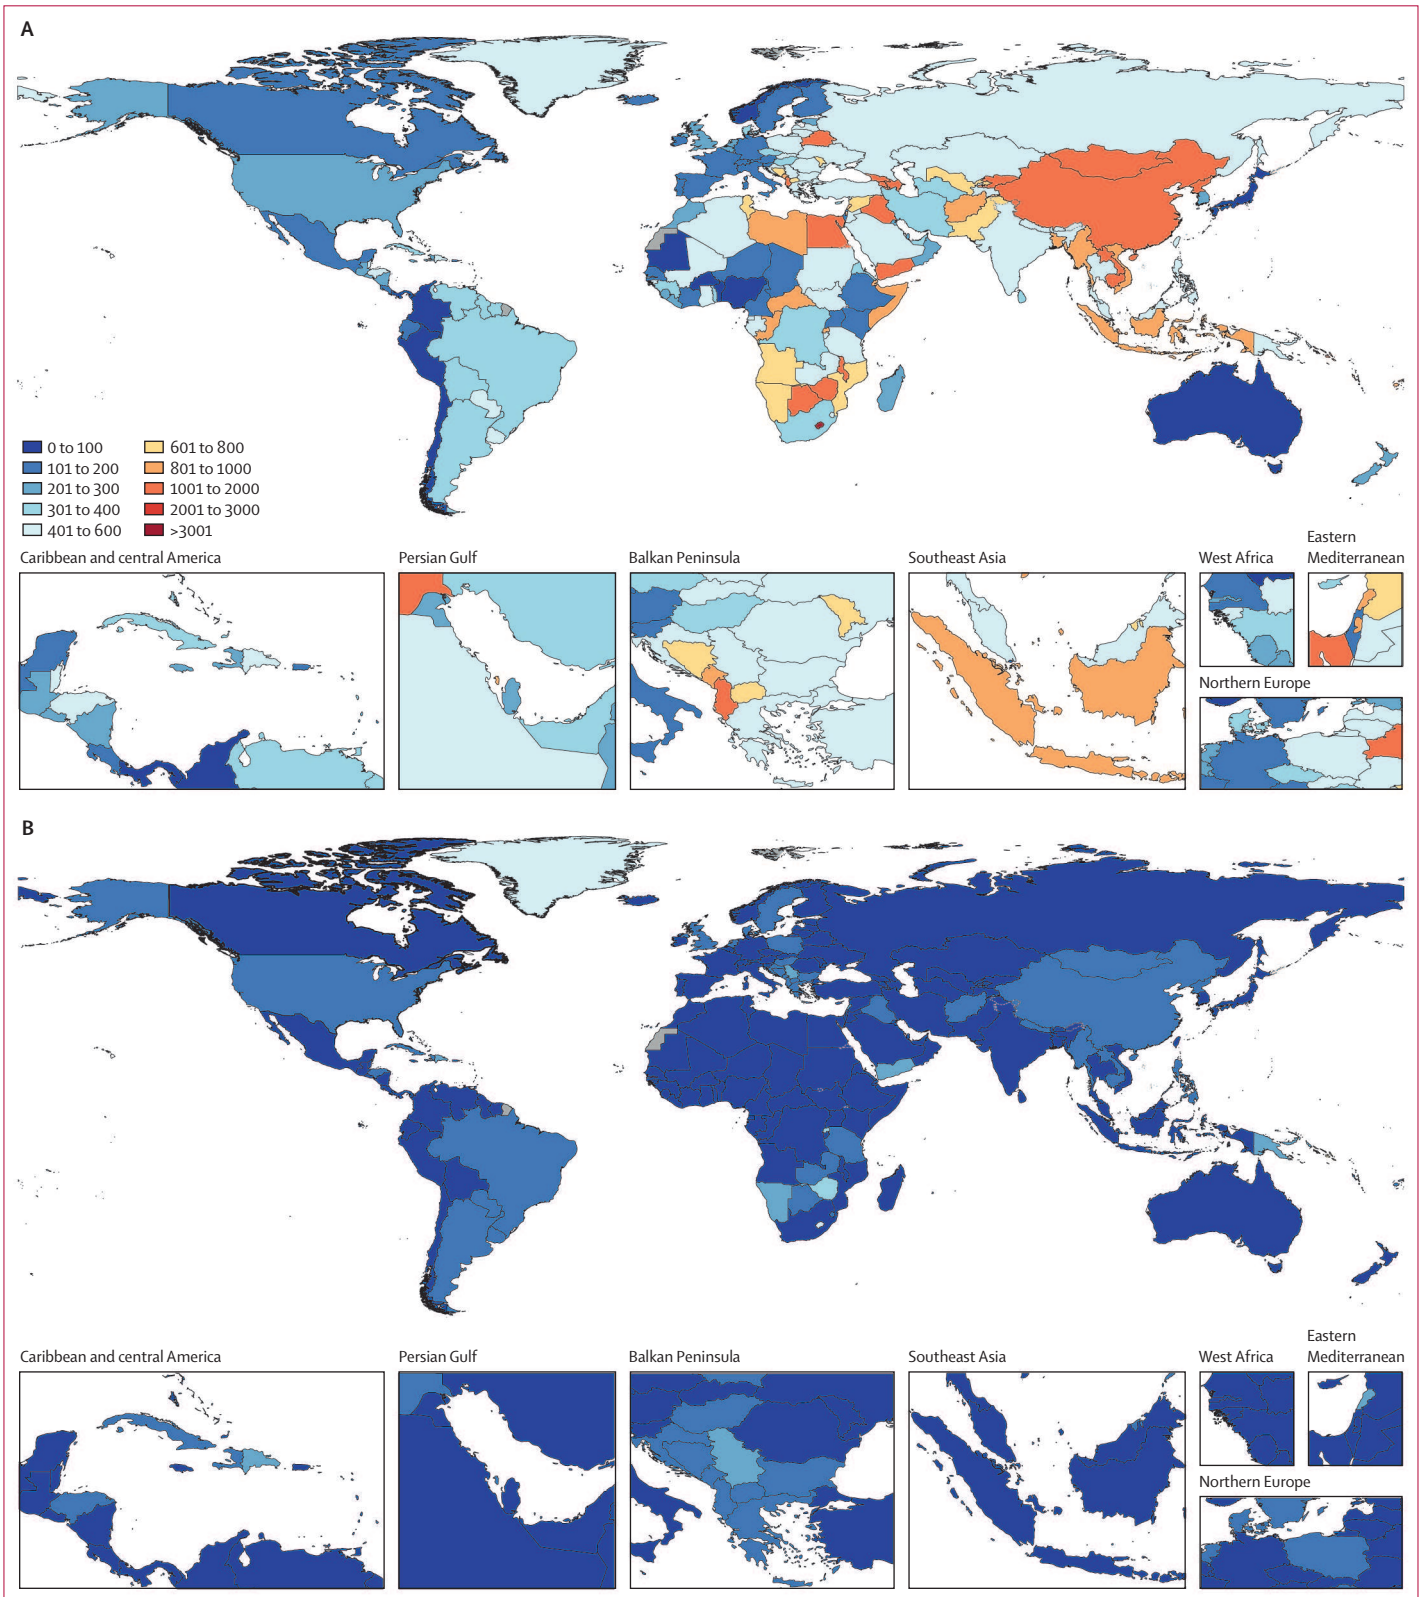 A
0 to 100
101 to 200
201 to 300
301 to 400
401 to 600
601 to 800
801 to 1000
1001 to 2000
2001 to 3000
>3001
Caribbean and central America
Persian Gulf
Balkan Peninsula
Southeast Asia
West Africa
Eastern
Mediterranean
Northern Europe
B
Caribbean and central America
Persian Gulf
Balkan Peninsula
Southeast Asia
West Africa
Eastern
Mediterranean
Northern Europe